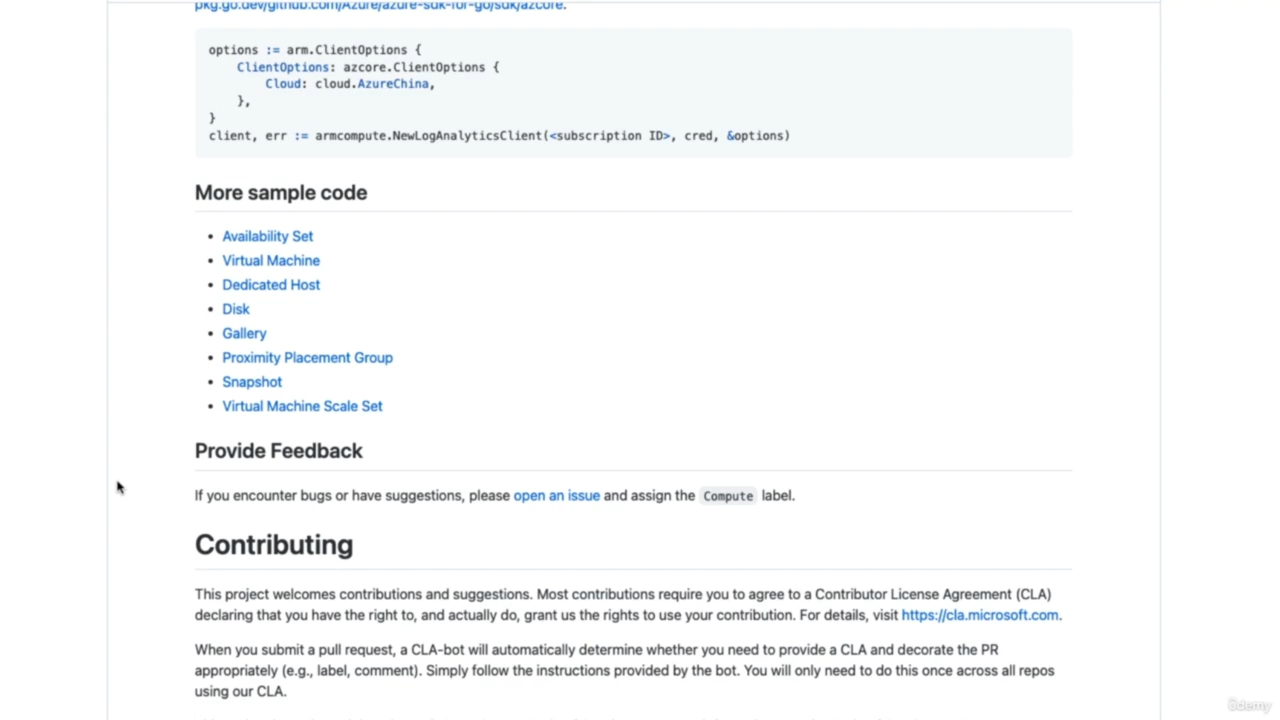 pkg.go.dev/github.com/Azure/azure-sdk-for-go/sdk/azcore.
options := arm.ClientOptions {
    ClientOptions: azcore.ClientOptions {
        Cloud: cloud.AzureChina,
    },
}
client, err := armcompute.NewLogAnalyticsClient(<subscription ID>, cred, &options)
More sample code
• Availability Set
• Virtual Machine
• Dedicated Host
• Disk
• Gallery
• Proximity Placement Group
• Snapshot
• Virtual Machine Scale Set
Provide Feedback
If you encounter bugs or have suggestions, please open an issue and assign the Compute label.
Contributing
This project welcomes contributions and suggestions. Most contributions require you to agree to a Contributor License Agreement (CLA)
declaring that you have the right to, and actually do, grant us the rights to use your contribution. For details, visit https://cla.microsoft.com.
When you submit a pull request, a CLA-bot will automatically determine whether you need to provide a CLA and decorate the PR
appropriately (e.g., label, comment). Simply follow the instructions provided by the bot. You will only need to do this once across all repos
using our CLA.
ûdemy